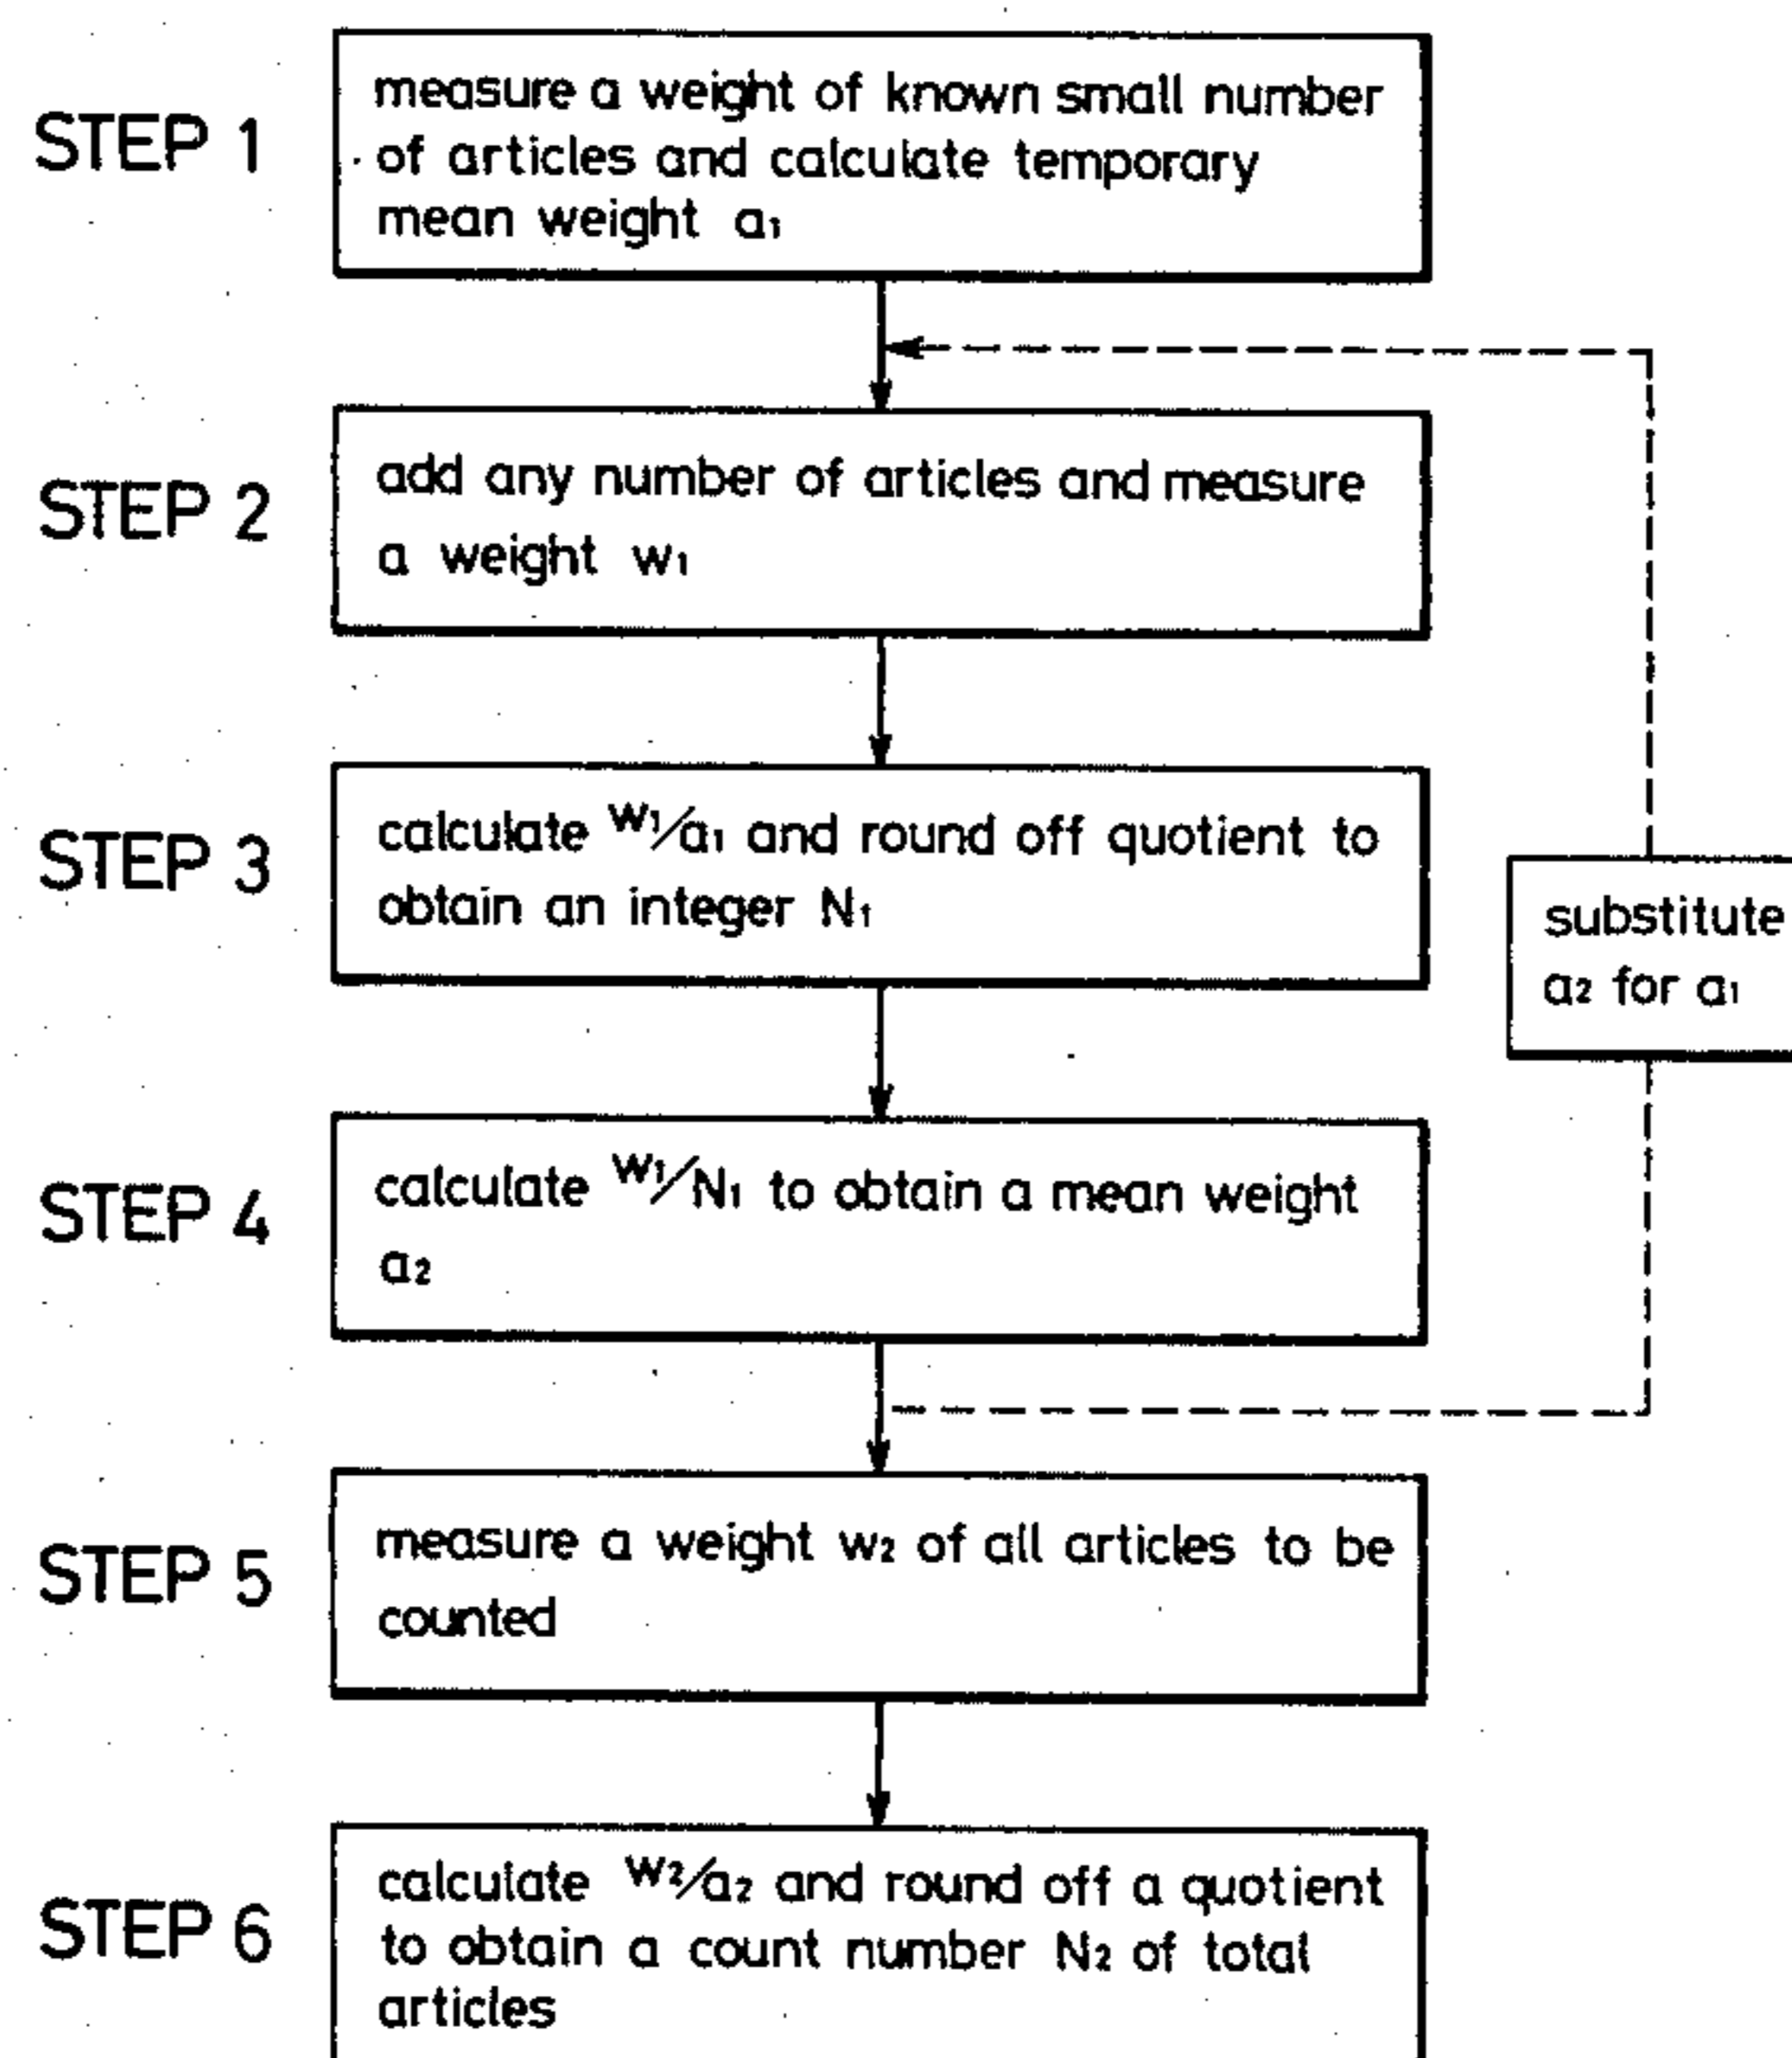 STEP 1
measure a weight of known small number
of articles and calculate temporary
mean weight a₁
STEP 2
add any number of articles and measure
a weight w₁
STEP 3
calculate w₁/a₁ and round off quotient to
obtain an integer N₁
substitute
a₂ for a₁
STEP 4
calculate w₁/N₁ to obtain a mean weight
a₂
STEP 5
measure a weight w₂ of all articles to be
counted
STEP 6
calculate w₂/a₂ and round off a quotient
to obtain a count number N₂ of total
articles